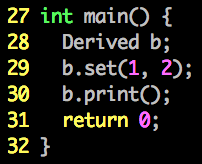 27 int main() {
28   Derived b;
29   b.set(1, 2);
30   b.print();
31   return 0;
32 }